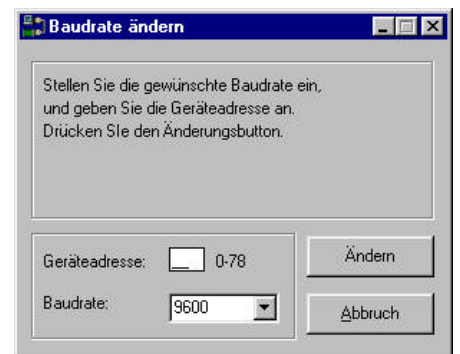 Baudrate ändern
Stellen Sie die gewünschte Baudrate ein,
und geben Sie die Geräteadresse an.
Drücken SIe den Änderungsbutton.
Geräteadresse: __ 0-78
Ändern
Baudrate: 9600
Abbruch